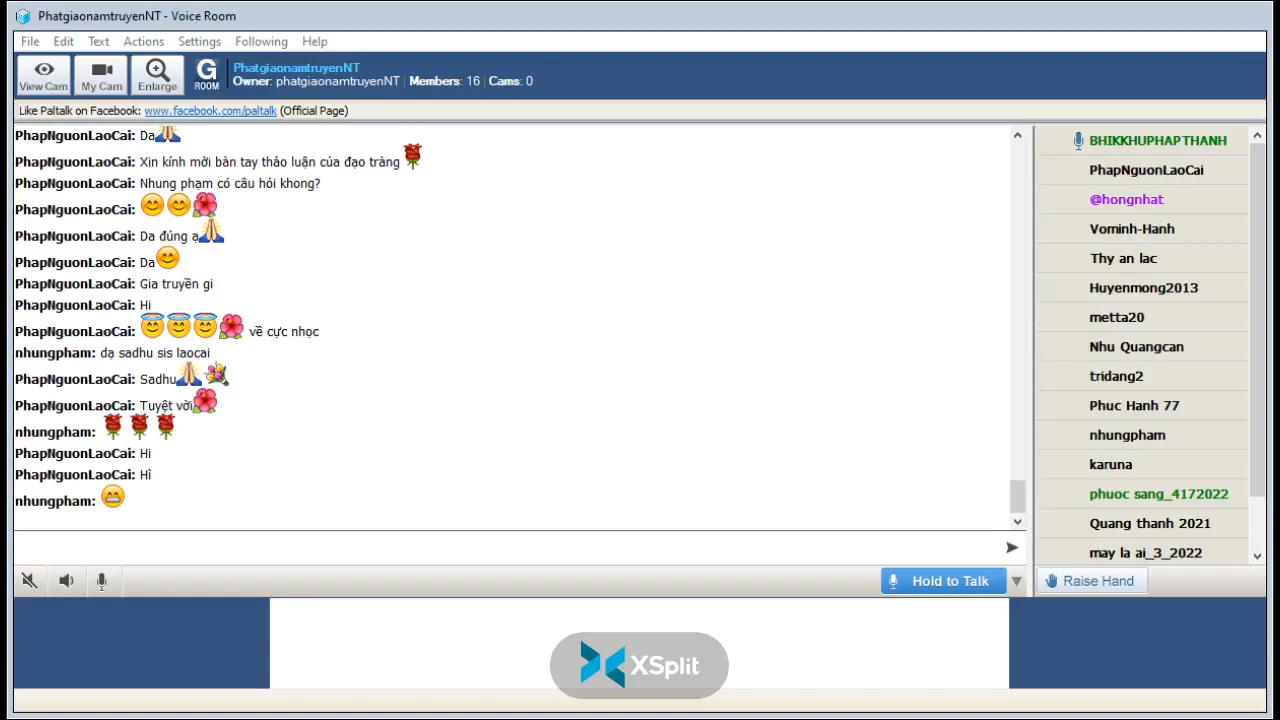 PhatgiaonamtruyenNT - Voice Room
File Edit Text Actions Settings Following Help
View Cam
My Cam
Enlarge
G ROOM
PhatgiaonamtruyenNT
Owner: phatgiaonamtruyenNT | Members: 16 | Cams: 0
Like Paltalk on Facebook: www.facebook.com/paltalk (Official Page)
PhapNguonLaoCai: Da
PhapNguonLaoCai: Xin kính mời bàn tay thảo luận của đạo tràng
PhapNguonLaoCai: Nhung phạm có câu hỏi khong?
PhapNguonLaoCai:
PhapNguonLaoCai: Da đúng ạ
PhapNguonLaoCai: Da
PhapNguonLaoCai: Gia truyền gi
PhapNguonLaoCai: Hi
PhapNguonLaoCai: về cực nhọc
nhungpham: dạ sadhu sis laocai
PhapNguonLaoCai: Sadhu
PhapNguonLaoCai: Tuyệt vời
nhungpham:
PhapNguonLaoCai: Hi
PhapNguonLaoCai: Hì
nhungpham:
BHIKKHUPHAPTHANH
PhapNguonLaoCai
@hongnhat
Vominh-Hanh
Thy an lac
Huyenmong2013
metta20
Nhu Quangcan
tridang2
Phuc Hanh 77
nhungpham
karuna
phuoc sang_4172022
Quang thanh 2021
may la ai_3_2022
Hold to Talk
Raise Hand
XSplit